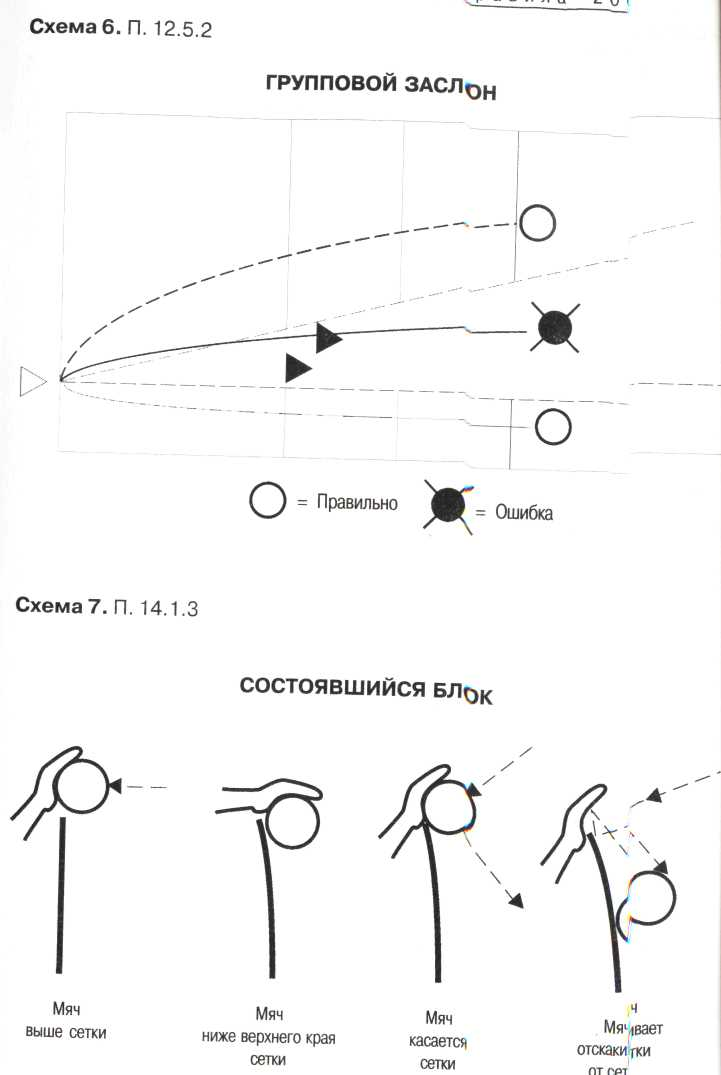 Схема 6. П. 12.5.2
ГРУППОВОЙ ЗАСЛОН
= Правильно
= Ошибка
Схема 7. П. 14.1.3
СОСТОЯВШИЙСЯ БЛОК
Мяч
выше сетки
Мяч
ниже верхнего края
сетки
Мяч
касается
сетки